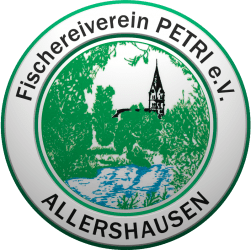 Fischereiverein PETRI e.V.
ALLERSHAUSEN